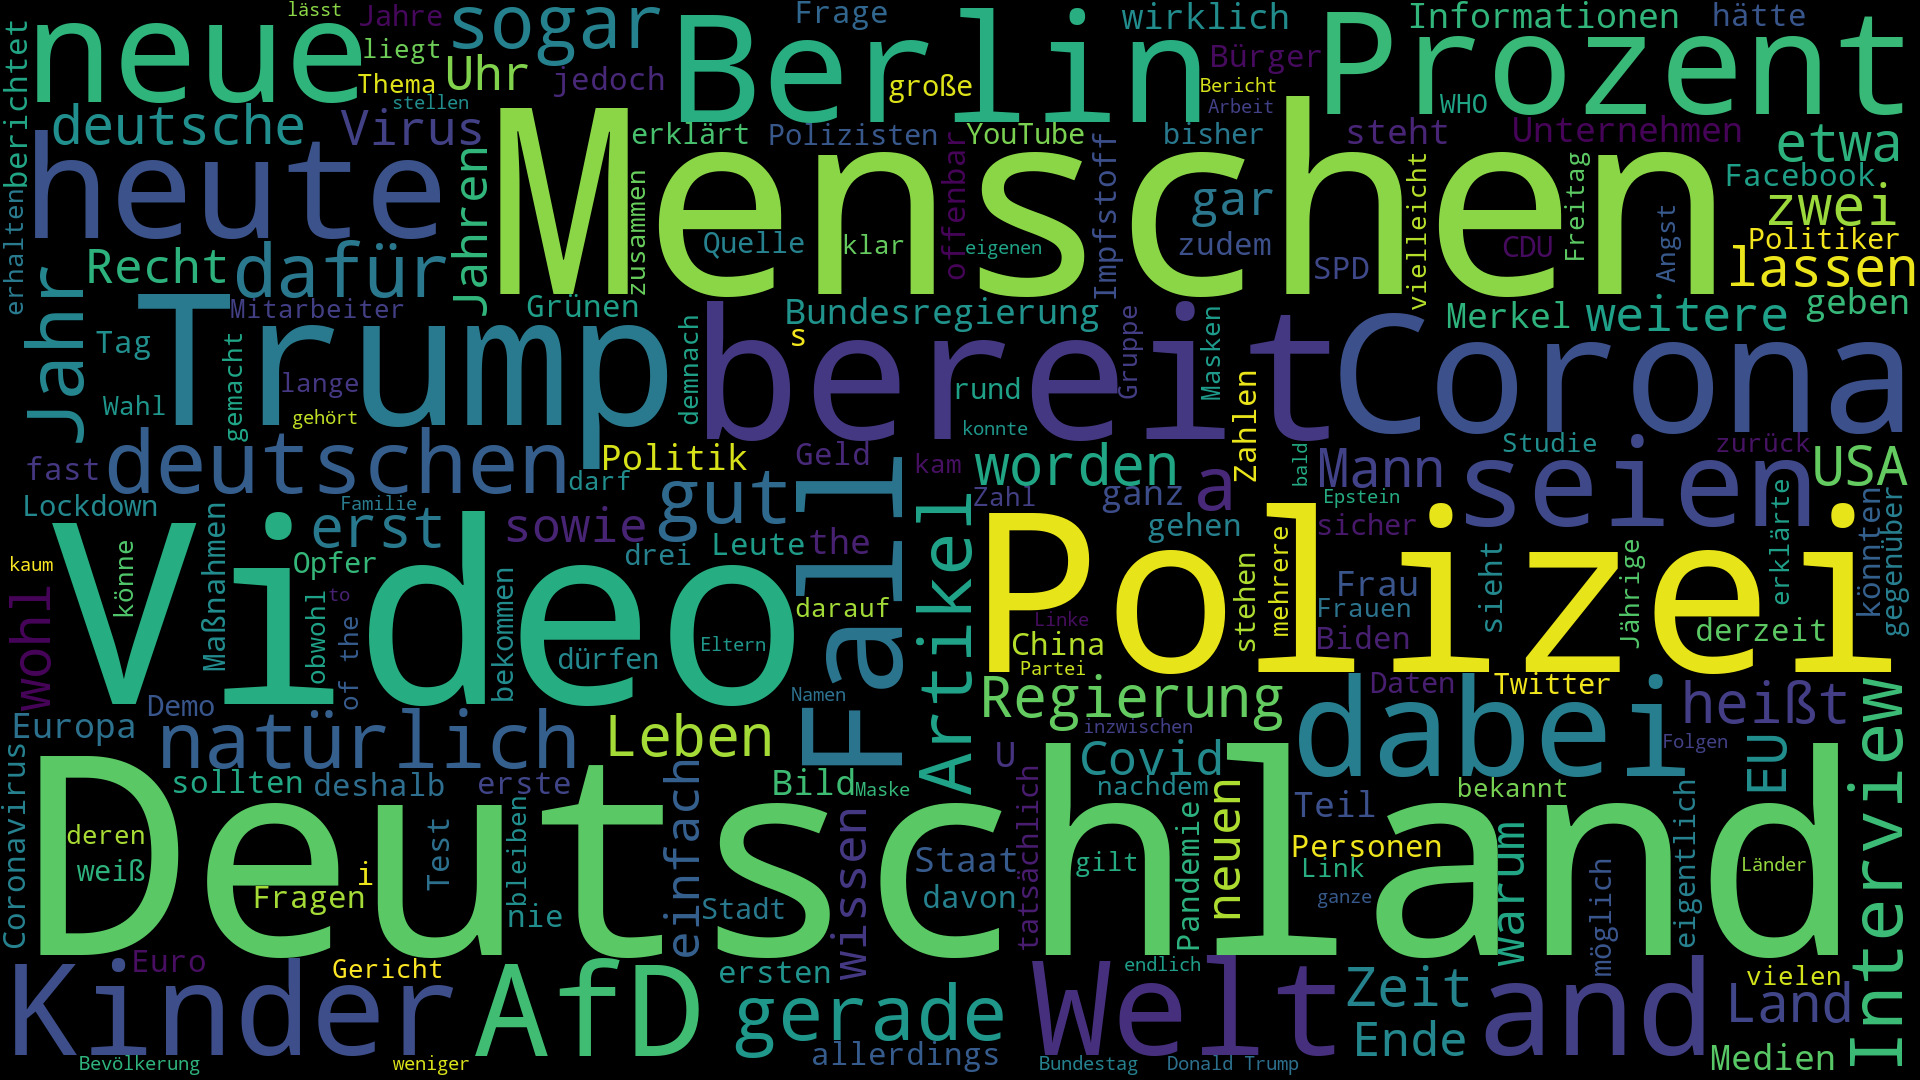 lässt
Jahre
neue
sogar
Frage
Berlin
wirklich
Prozent
Informationen
hätte
berichtet
liegt
Uhr
jedoch
Thema
große
Bürger
Bericht
stellen
Arbeit
WHO
deutsche
Virus
Menschen
erklärt
Polizisten
YouTube
bisher
steht
Unternehmen
etwa
heute
Jahren
offenbar
Impfstoff
Facebook
gar
vielleicht
Freitag
zwei
erhalten
zusammen
Quelle
klar
eigenen
zudem
CDU
Angst
Politiker
Recht
dafür
SPD
lassen
Jahr
Trump
Mitarbeiter
Grünen
bereit
Bundesregierung
Corona
Merkel
weitere
geben
Tag
s
Gruppe
Masken
gemacht
demnach
lange
rund
Wahl
gehört
Zahlen
konnte
deutschen
Politik
Geld
kam
worden
bald
Mann
Studie
zurück
seien
USA
fast
darf
gut
Fall
Artikel
Zahl
ganz
a
Epstein
Lockdown
Familie
erst
sowie
gehen
sicher
könnten
gegenüber
Video
Maßnahmen
drei
Leute
the
Polizei
stehen
mehrere
sieht
Jährige
erklärte
kaum
könne
Opfer
Frau
wohl
obwohl
to
bekommen
darauf
Frauen
Linke
of the
dürfen
Eltern
China
Biden
derzeit
Partei
Demo
Namen
Regierung
Daten
Twitter
dabei
heißt
Interview
Europa
natürlich
Leben
inzwischen
Folgen
EU
Coronavirus
Deutschland
U
Covid
sollten
deshalb
erste
einfach
Bild
Maske
nachdem
bekannt
wissen
tatsächlich
Pandemie
neuen
Teil
Warum
eigentlich
deren
Test
bleiben
Personen
weiß
i
Staat
gilt
Link
Länder
Fragen
nie
Stadt
davon
ganze
möglich
Kinder
Euro
Gericht
AfD
ersten
endlich
Welt
Zeit
and
vielen
gerade
Land
Ende
allerdings
Medien
Bevölkerung
weniger
Bundestag
Donald Trump